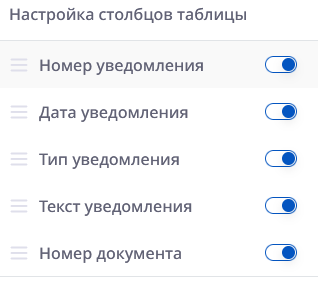 Настройка столбцов таблицы
Номер уведомления
Дата уведомления
Тип уведомления
Текст уведомления
Номер документа